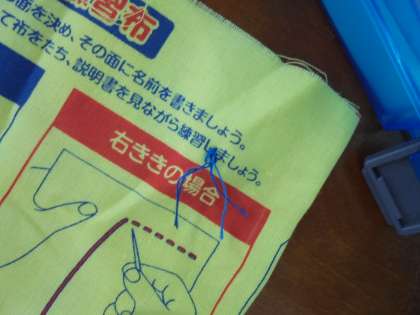 習布
面を決め、その面に名前を書きましょう。
て布をたち、説明書を見ながら練習しましょう。
右ききの場合